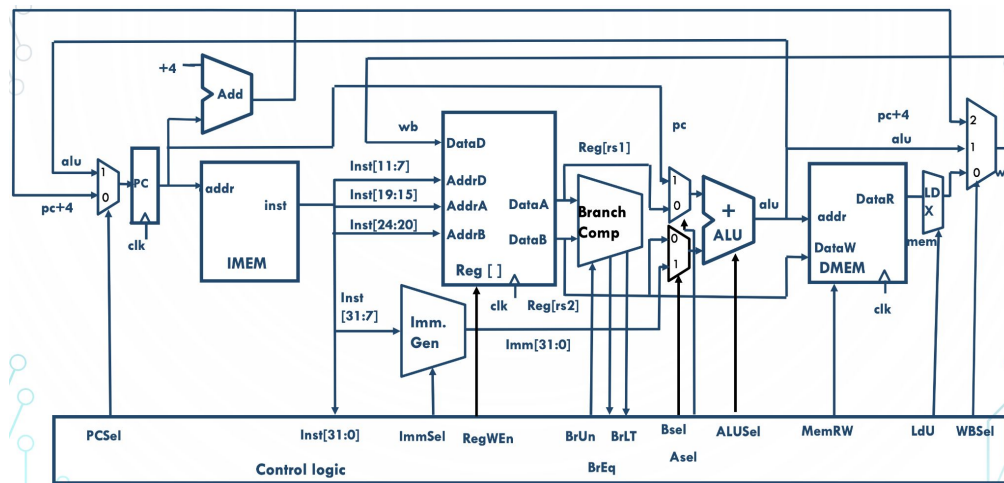 +4
Add
wb
pc
pc+4
alu
2
1
0
w
alu
1
0
pc+4
PC
clk
addr
inst
IMEM
Inst[11:7]
Inst[19:15]
Inst[24:20]
DataD
AddrD
AddrA
AddrB
DataA
DataB
Reg [ ]
clk
Reg[rs1]
Reg[rs2]
Branch
Comp
1
0
0
1
+
ALU
alu
addr
DataW
DataR
DMEM
clk
LD
X
mem
Inst
[31:7]
Imm.
Gen
Imm[31:0]
PCSel
Inst[31:0]
ImmSel
RegWEn
BrUn
BrLT
BrEq
Bsel
Asel
ALUSel
MemRW
LdU
WBSel
Control logic